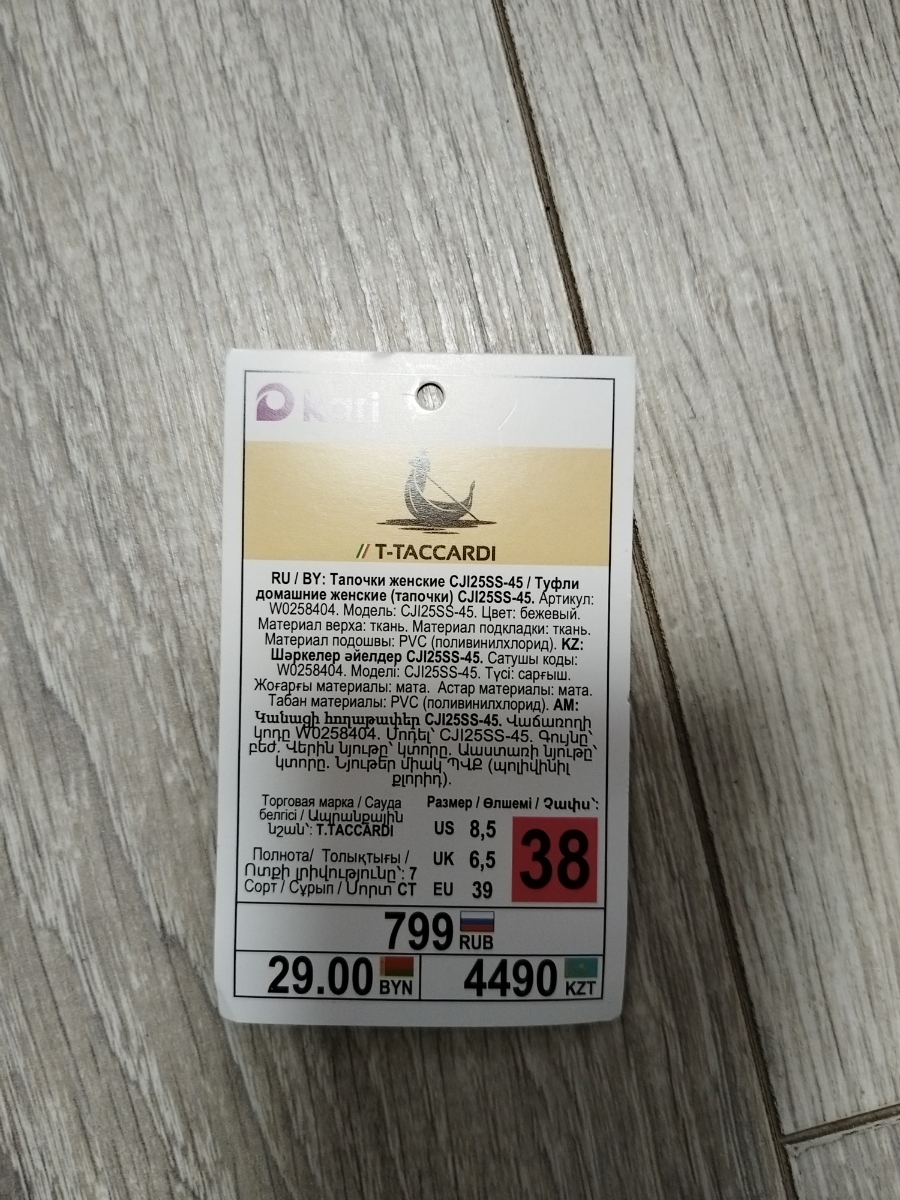 kari
// T-TACCARDI
RU / BY: Тапочки женские CJI25SS-45 / Туфли
домашние женские (тапочки) CJI25SS-45. Артикул:
W0258404. Модель: CJI25SS-45. Цвет: бежевый.
Материал верха: ткань. Материал подкладки: ткань.
Материал подошвы: PVC (поливинилхлорид). KZ:
Шәркелер әйелдер CJI25SS-45. Сатушы коды:
W0258404. Моделі: CJI25SS-45. Түсі: сарғыш.
Жоғарғы материалы: мата. Астар материалы: мата.
Табан материалы: PVC (поливинилхлорид). AM:
Կանացի հողաթափեր CJI25SS-45. Վաճառողի
կոդը W0258404. Մոդել՝ CJI25SS-45. Գույնը՝
բեժ. Վերին նյութը՝ կտորը. Աաստառի նյութը՝
կտորը. Նյութեր միակ ՊՎՔ (պոլիվինիլ
քլորիդ).
Торговая марка / Сауда
белгісі / Ապրանքային
նշան՝: T.TACCARDI
Размер / Өлшемі / Չափս՝:
US 8,5
UK 6,5
EU 39
38
Полнота/ Толықтығы /
Ոտքի լրիվությունը՝: 7
Сорт / Сұрып / Սորտ СТ
799 RUB
29.00 BYN
4490 KZT